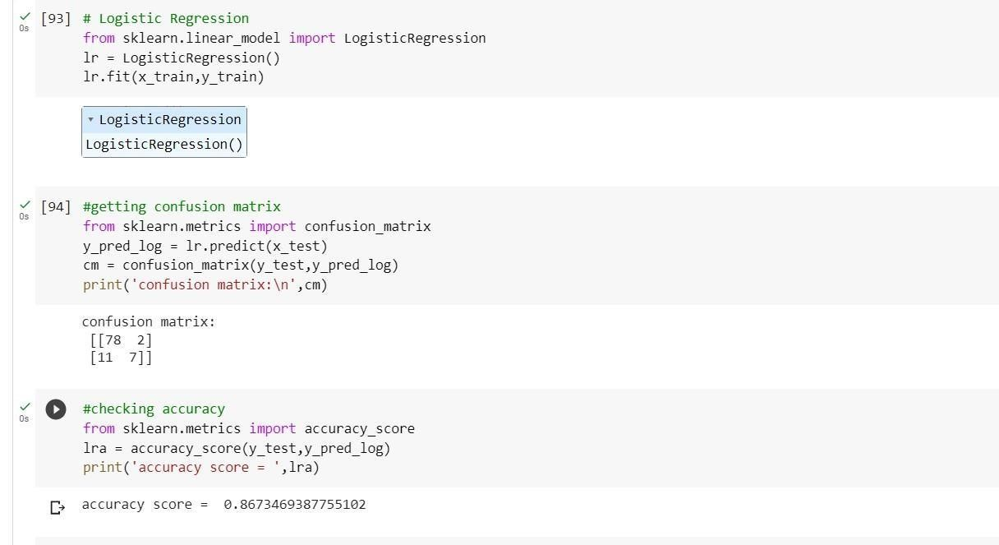 [93] # Logistic Regression
0s
from sklearn.linear_model import LogisticRegression
lr = LogisticRegression()
lr.fit(x_train,y_train)
LogisticRegression
LogisticRegression()
[94] #getting confusion matrix
0s
from sklearn.metrics import confusion_matrix
y_pred_log = lr.predict(x_test)
cm = confusion_matrix(y_test,y_pred_log)
print('confusion matrix:\n',cm)
confusion matrix:
[[78  2]
[11  7]]
#checking accuracy
0s
from sklearn.metrics import accuracy_score
lra = accuracy_score(y_test,y_pred_log)
print('accuracy score = ',lra)
accuracy score =  0.8673469387755102